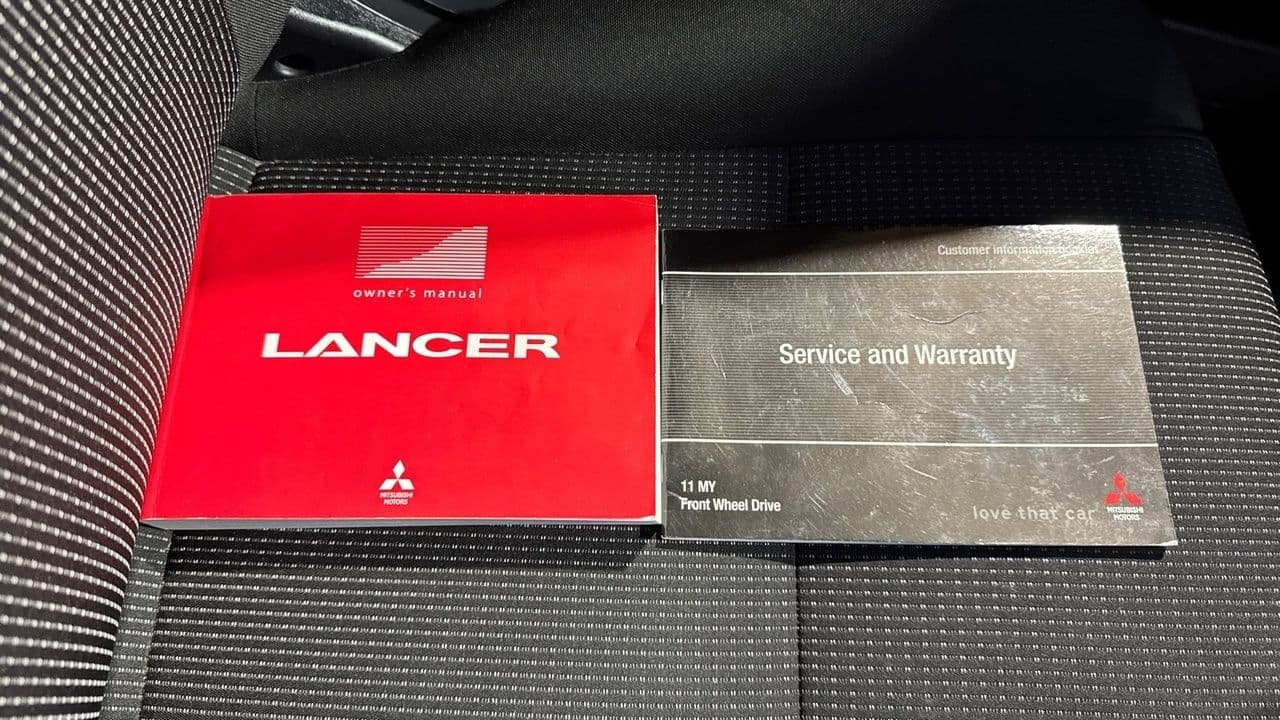 owner's manual
LANCER
MITSUBISHI
MOTORS
Customer information booklet
Service and Warranty
11 MY
Front Wheel Drive
love that car
MITSUBISHI
MOTORS